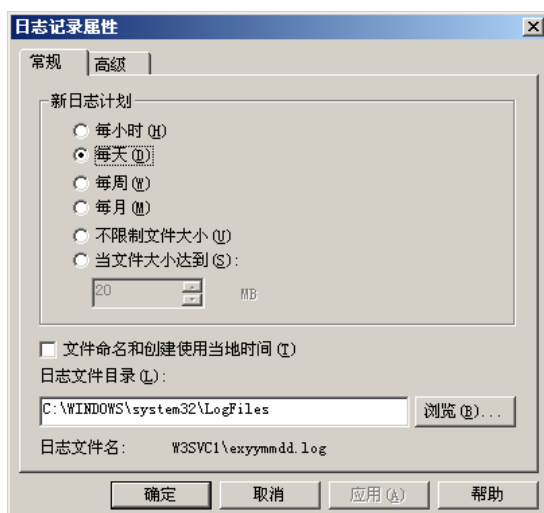 日志记录属性
常规 高级
新日志计划
每小时(H)
每天(D)
每周(W)
每月(M)
不限制文件大小(U)
当文件大小达到(S):
20 MB
文件命名和创建使用当地时间(T)
日志文件目录(L):
C:\WINDOWS\system32\LogFiles 浏览(B)...
日志文件名: W3SVC1\exyymmdd.log
确定 取消 应用(A) 帮助